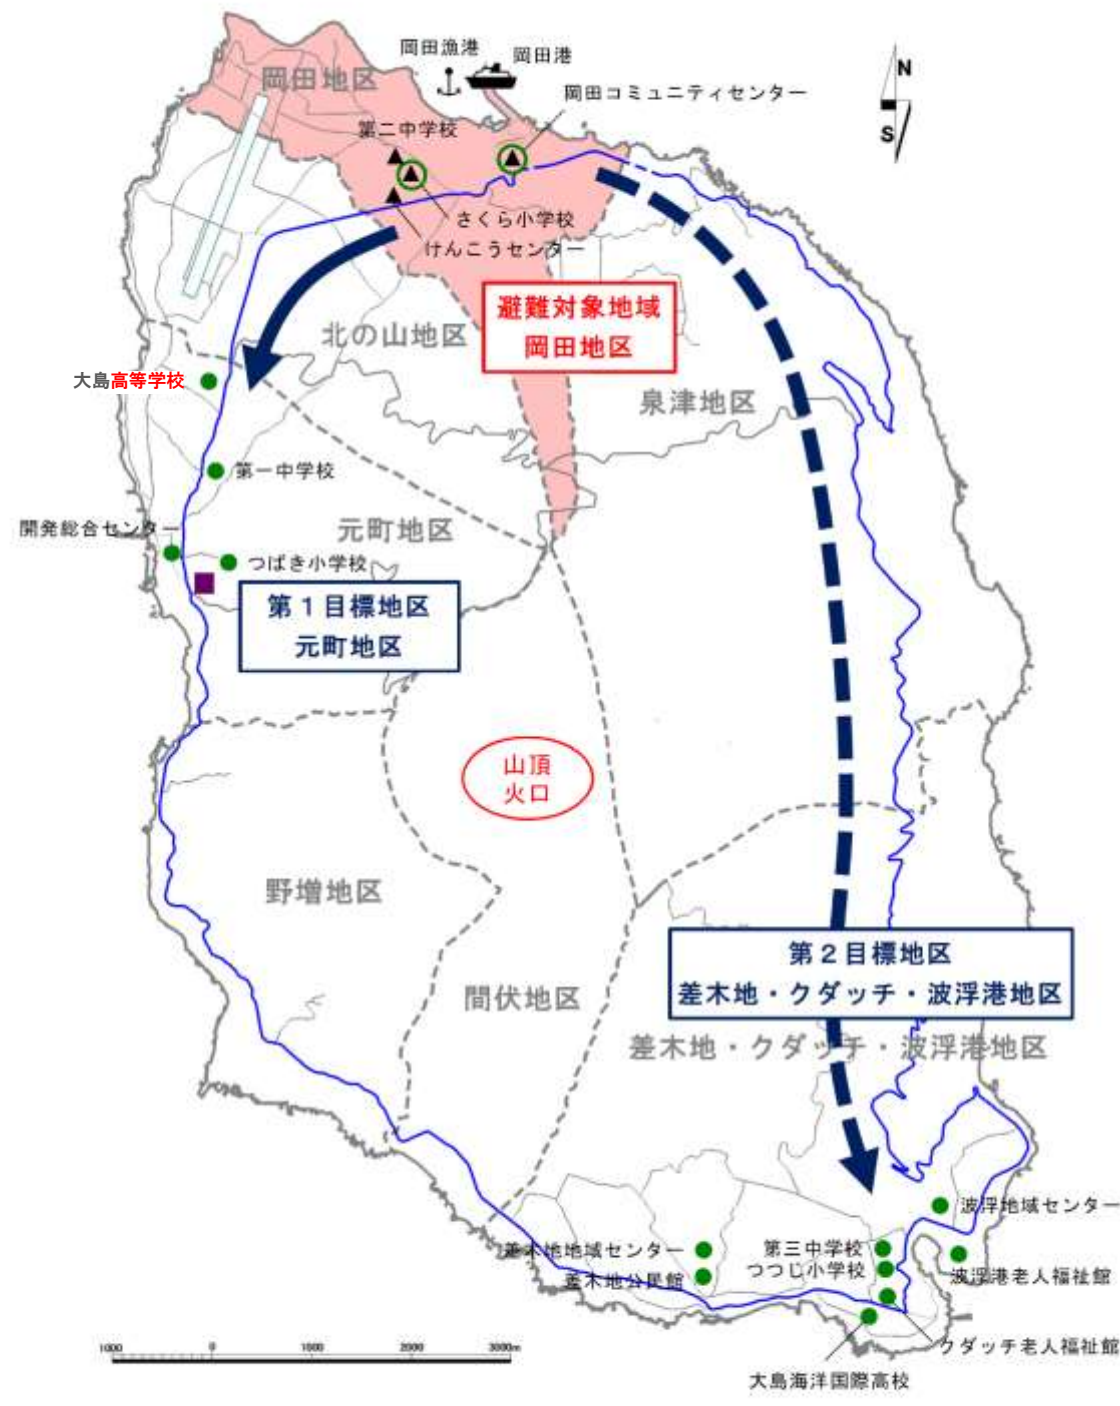 岡田漁港
岡田港
岡田地区
岡田コミュニティセンター
N
S
第二中学校
さくら小学校
けんこうセンター
避難対象地域
岡田地区
北の山地区
大島高等学校
泉津地区
第一中学校
開発総合センター
元町地区
つばき小学校
第１目標地区
元町地区
山頂
火口
野増地区
間伏地区
第２目標地区
差木地・クダッチ・波浮港地区
差木地・クダッチ・波浮港地区
波浮地域センター
差木地地域センター
第三中学校
つつじ小学校
差木地公民館
波浮港老人福祉館
クダッチ老人福祉館
大島海洋国際高校
1000 0 1000 2000 3000m